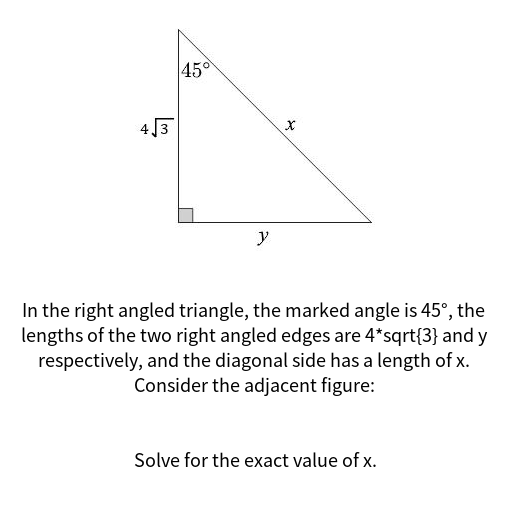 45°
4√3
x
y
In the right angled triangle, the marked angle is 45°, the
lengths of the two right angled edges are 4*sqrt{3} and y
respectively, and the diagonal side has a length of x.
Consider the adjacent figure:
Solve for the exact value of x.